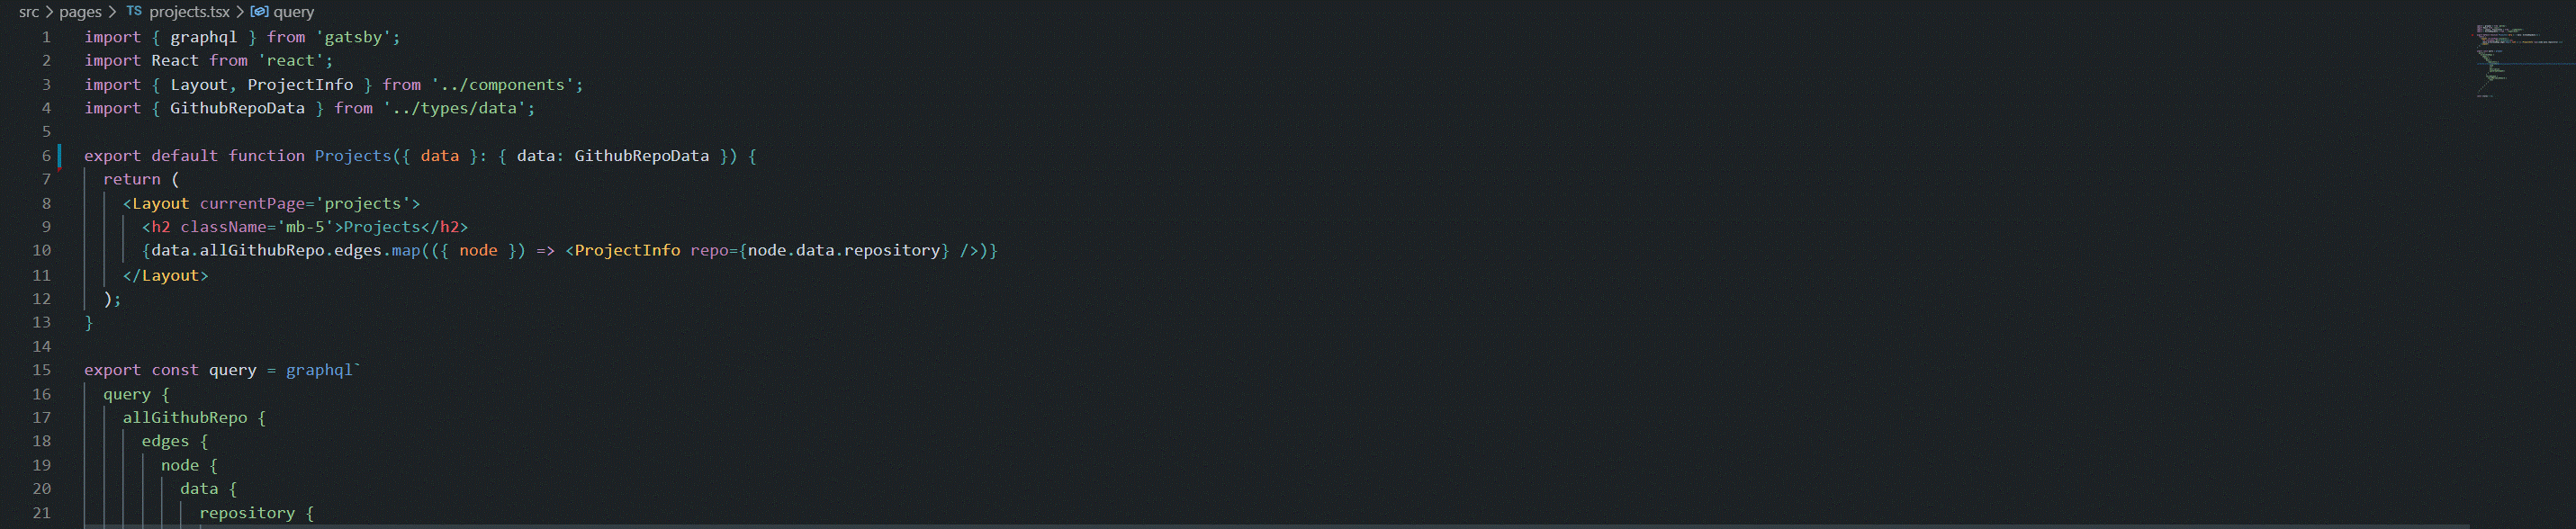 src > pages > TS projects.tsx > query
1 import { graphql } from 'gatsby';
2 import React from 'react';
3 import { Layout, ProjectInfo } from '../components';
4 import { GithubRepoData } from '../types/data';
5
6 export default function Projects({ data }: { data: GithubRepoData }) {
7 return (
8 <Layout currentPage='projects'>
9 <h2 className='mb-5'>Projects</h2>
10 {data.allGithubRepo.edges.map(({ node }) => <ProjectInfo repo={node.data.repository} />)}
11 </Layout>
12 );
13 }
14
15 export const query = graphql`
16 query {
17 allGithubRepo {
18 edges {
19 node {
20 data {
21 repository {